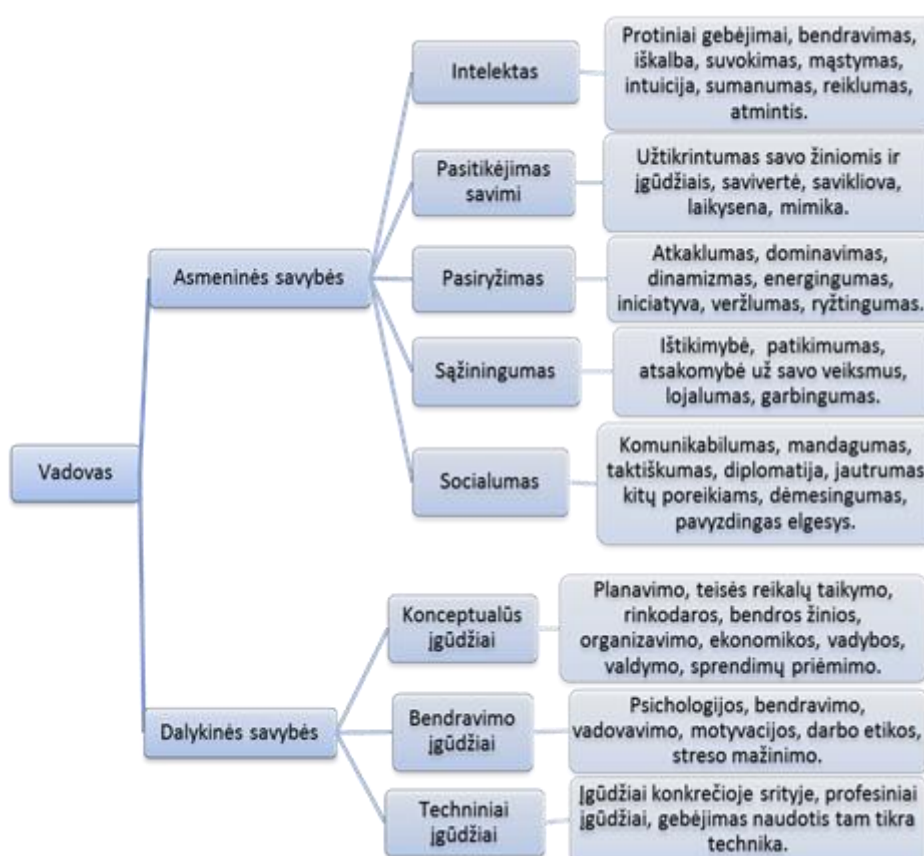 Vadovas
Asmeninės savybės
Intelektas
Protiniai gebėjimai, bendravimas,
iškalba, suvokimas, mąstymas,
intuicija, sumanumas, reiklumas,
atmintis.
Pasitikėjimas
savimi
Užtikrintumas savo žiniomis ir
įgūdžiais, savivertė, savikliova,
laikysena, mimika.
Pasiryžimas
Atkaklumas, dominavimas,
dinamizmas, energingumas,
iniciatyva, veržlumas, ryžtingumas.
Sąžiningumas
Ištikimybė, patikimumas,
atsakomybė už savo veiksmus,
lojalumas, garbingumas.
Socialumas
Komunikabilumas, mandagumas,
taktiškumas, diplomatija, jautrumas
kitų poreikiams, dėmesingumas,
pavyzdingas elgesys.
Dalykinės savybės
Konceptualūs
įgūdžiai
Planavimo, teisės reikalų taikymo,
rinkodaros, bendros žinios,
organizavimo, ekonomikos, vadybos,
valdymo, sprendimų priėmimo.
Bendravimo
įgūdžiai
Psichologijos, bendravimo,
vadovavimo, motyvacijos, darbo etikos,
streso mažinimo.
Techniniai
įgūdžiai
Įgūdžiai konkrečioje srityje, profesiniai
įgūdžiai, gebėjimas naudotis tam tikra
technika.